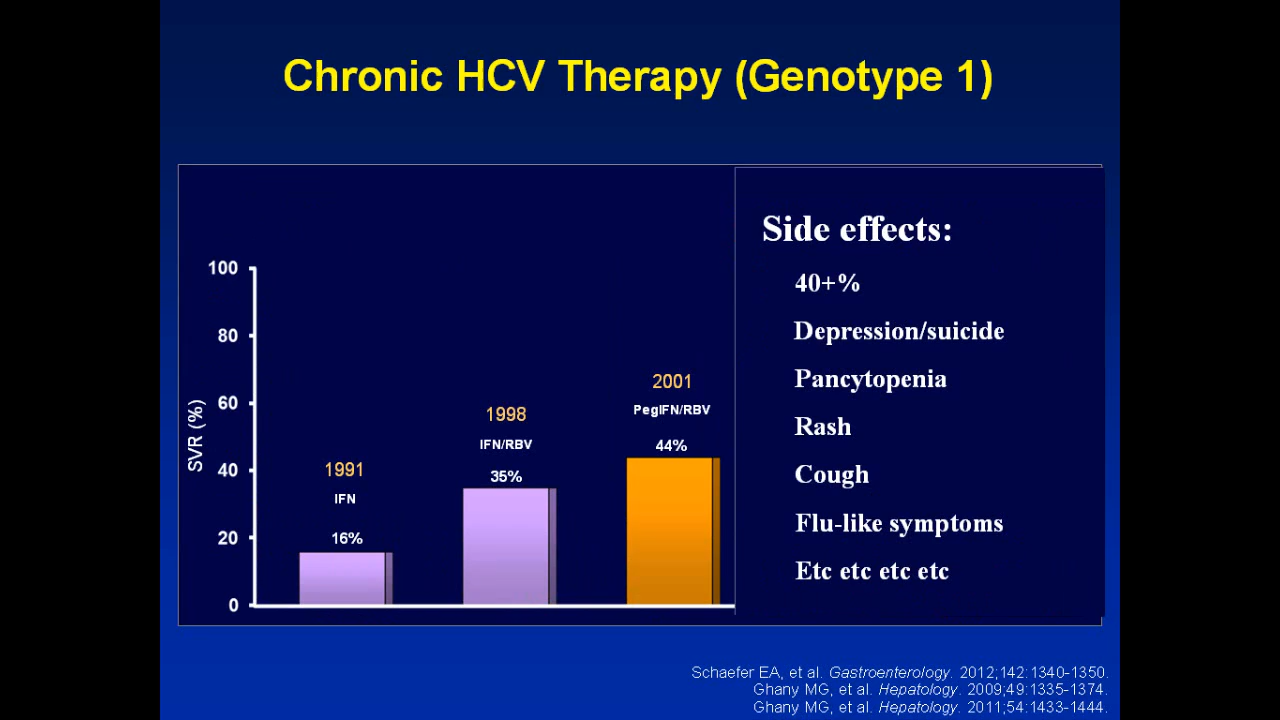 Chronic HCV Therapy (Genotype 1)
SVR (%)
100
80
60
40
20
0
1991
IFN
16%
1998
IFN/RBV
35%
2001
PegIFN/RBV
44%
Side effects:
40+%
Depression/suicide
Pancytopenia
Rash
Cough
Flu-like symptoms
Etc etc etc etc
Schaefer EA, et al. Gastroenterology. 2012;142:1340-1350.
Ghany MG, et al. Hepatology. 2009;49:1335-1374.
Ghany MG, et al. Hepatology. 2011;54:1433-1444.